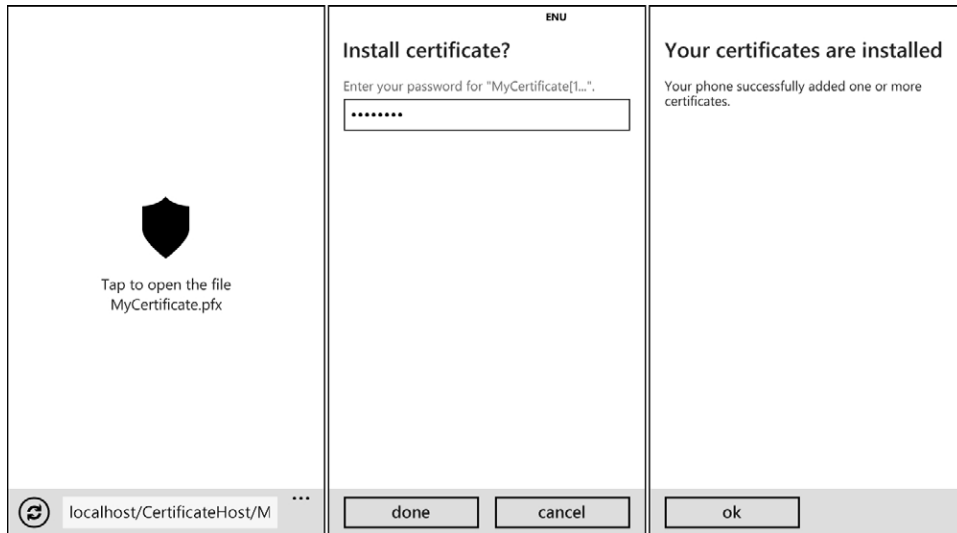 Tap to open the file
MyCertificate.pfx
localhost/CertificateHost/M
ENU
Install certificate?
Enter your password for "MyCertificate[1...".
••••••••
done
cancel
Your certificates are installed
Your phone successfully added one or more
certificates.
ok